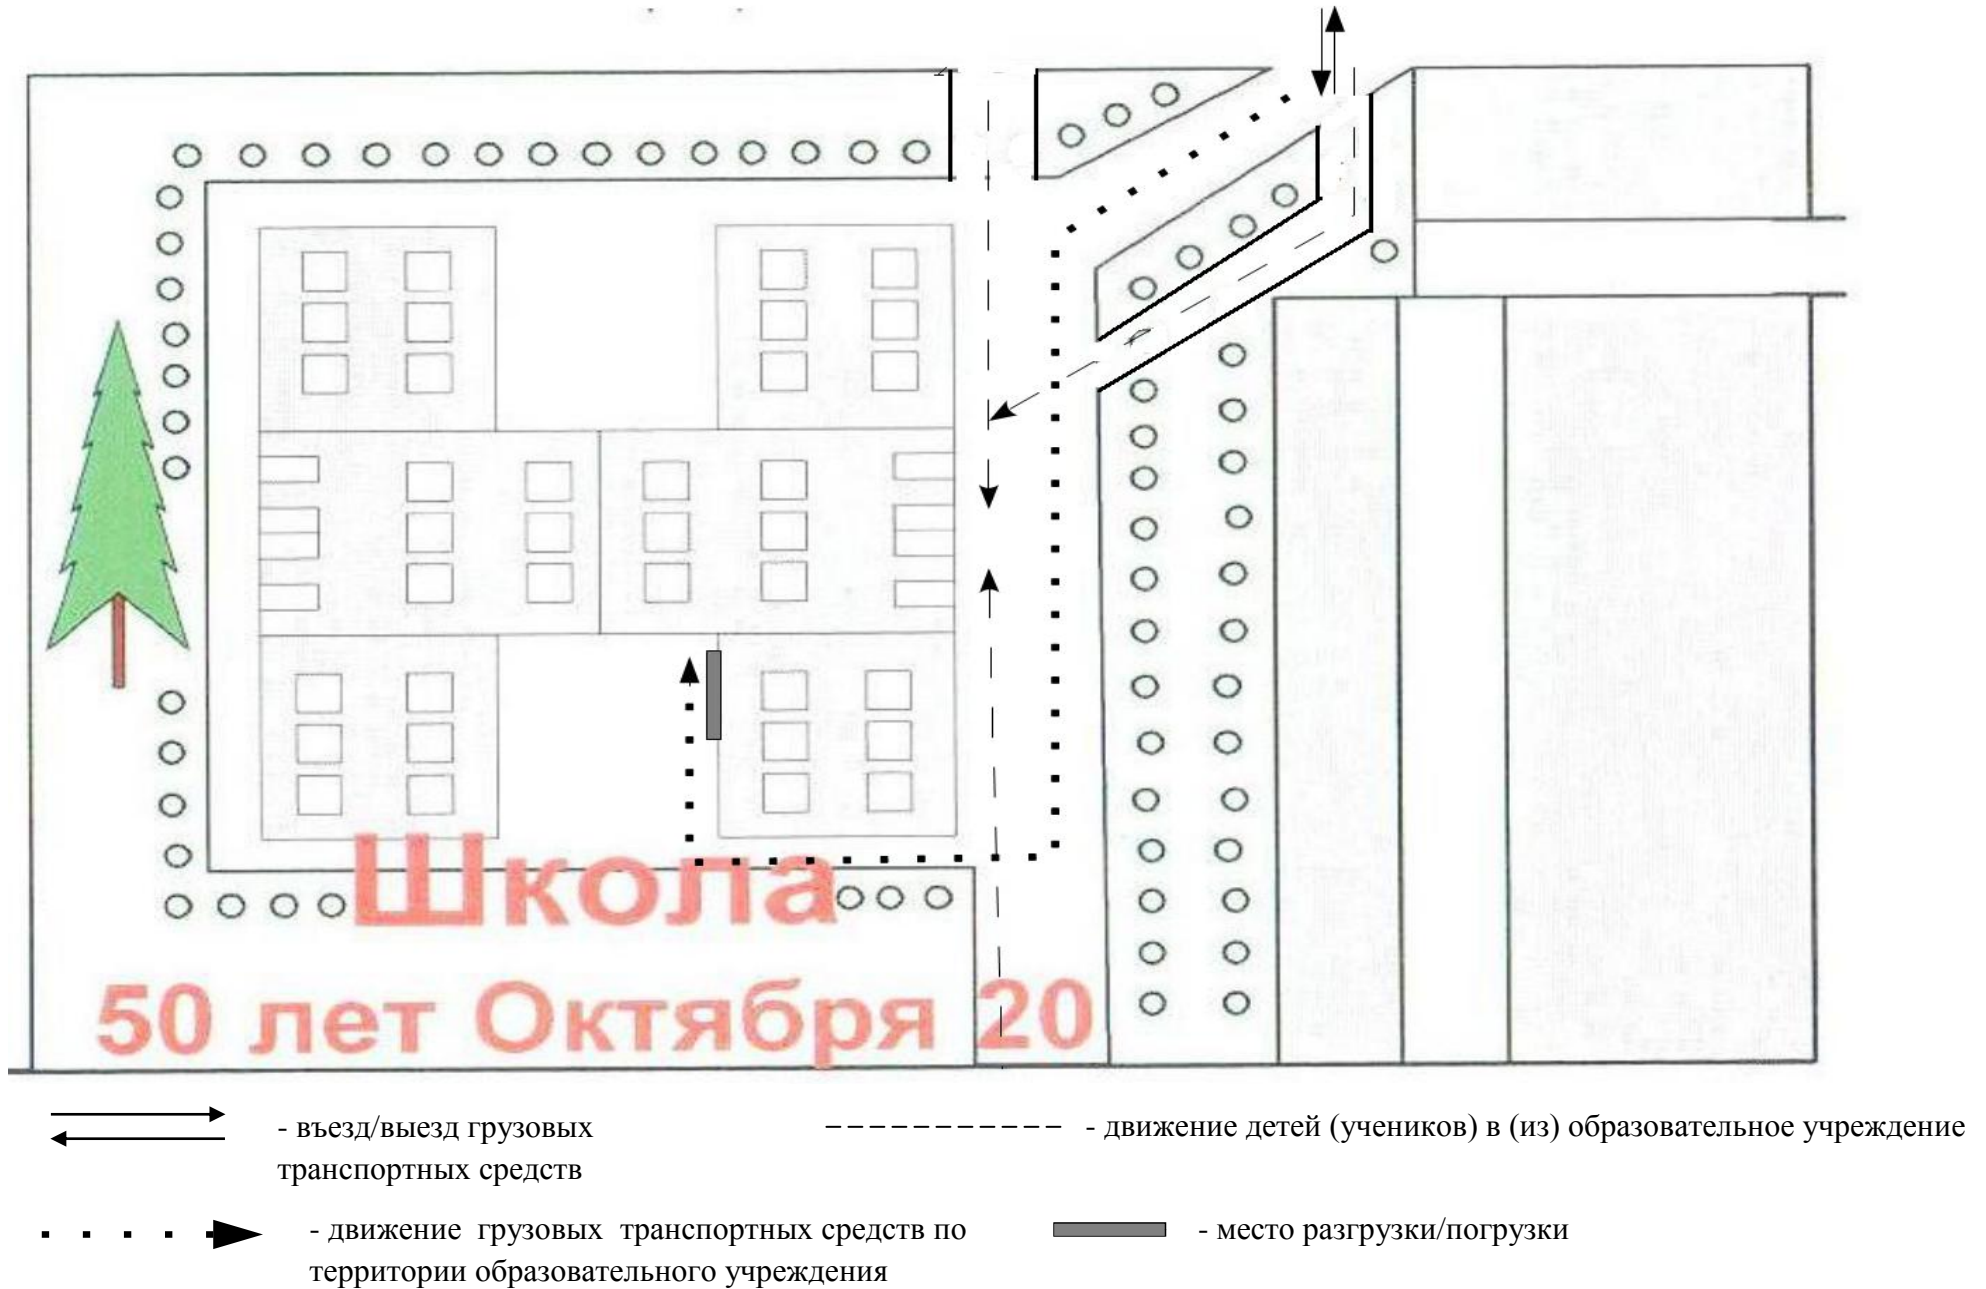 Школа
50 лет Октября 20
- въезд/выезд грузовых
транспортных средств
- движение детей (учеников) в (из) образовательное учреждение
- движение грузовых транспортных средств по
территории образовательного учреждения
- место разгрузки/погрузки